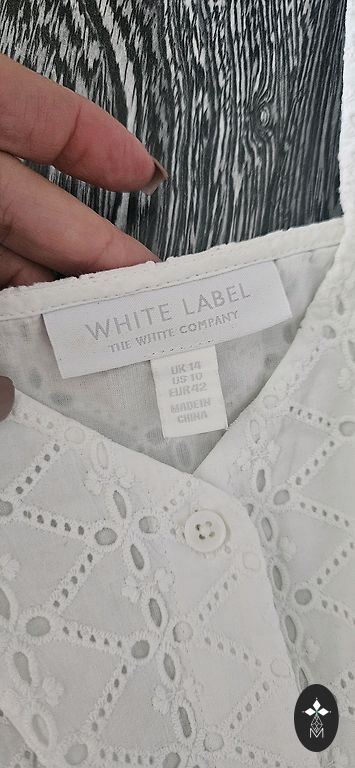 WHITE LABEL
THE WHITE COMPANY
UK 14
US 10
EUR 42
MADE IN
CHINA
M